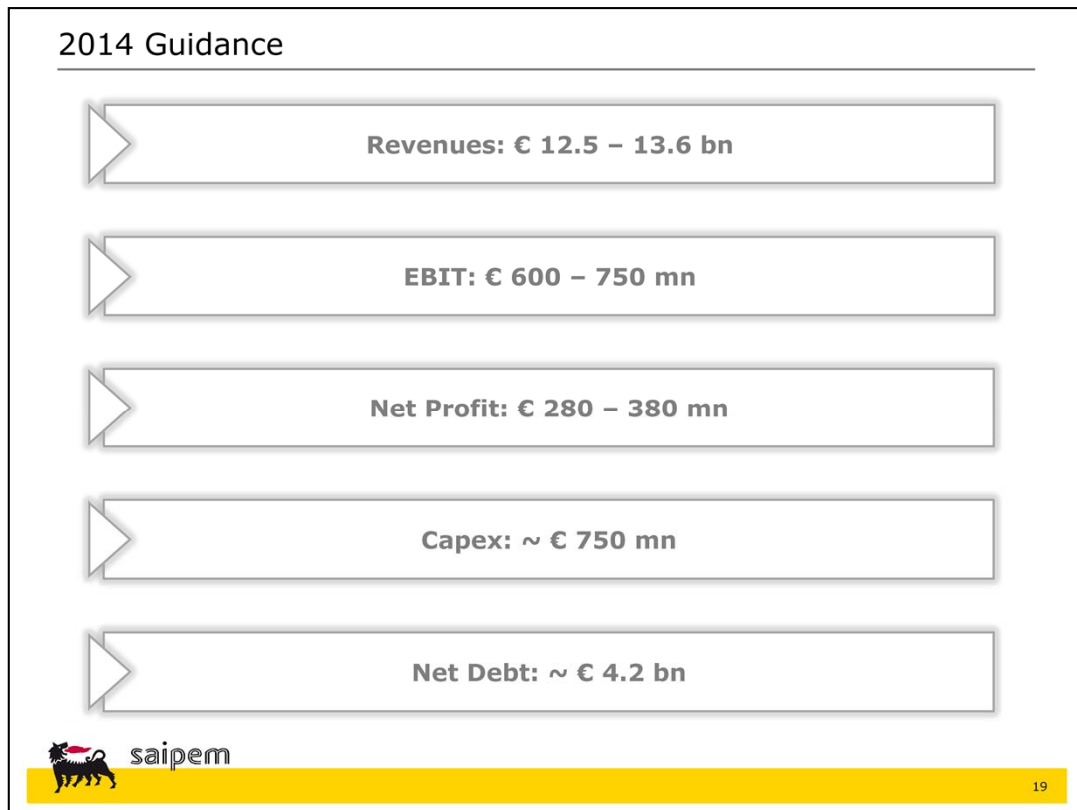 2014 Guidance
Revenues: € 12.5 – 13.6 bn
EBIT: € 600 – 750 mn
Net Profit: € 280 – 380 mn
Capex: ~ € 750 mn
Net Debt: ~ € 4.2 bn
saipem
19